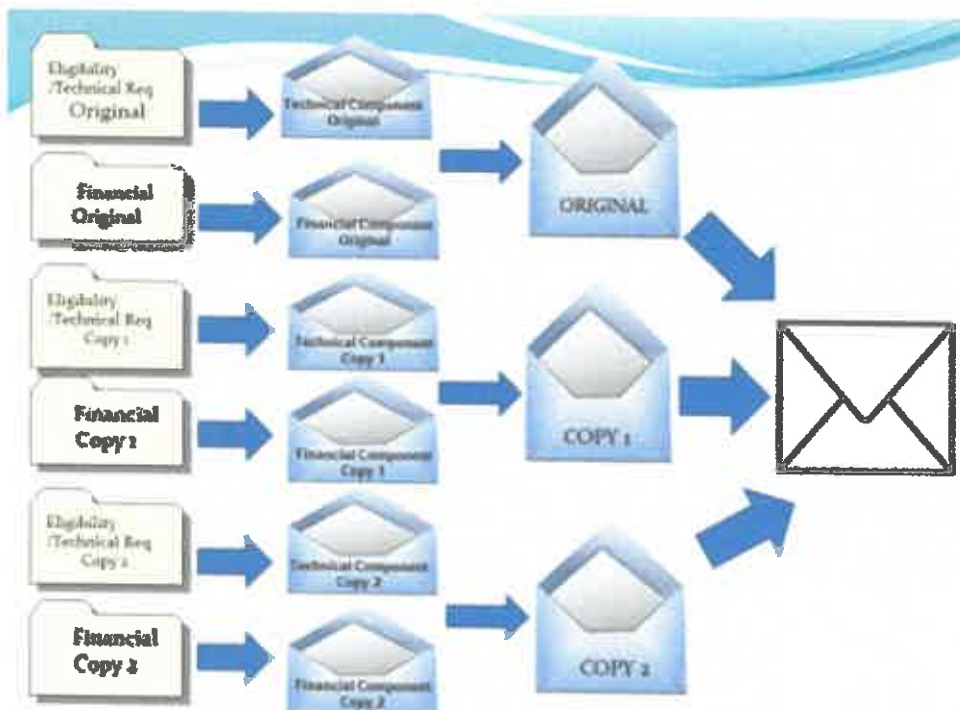 Eligibility
/Technical Req
Original
Technical Component
Original
ORIGINAL
Financial
Original
Financial Component
Original
Eligibility
/Technical Req
Copy 1
Technical Component
Copy 1
COPY 1
Financial
Copy 1
Financial Component
Copy 1
Eligibility
/Technical Req
Copy 2
Technical Component
Copy 2
COPY 2
Financial
Copy 2
Financial Component
Copy 2